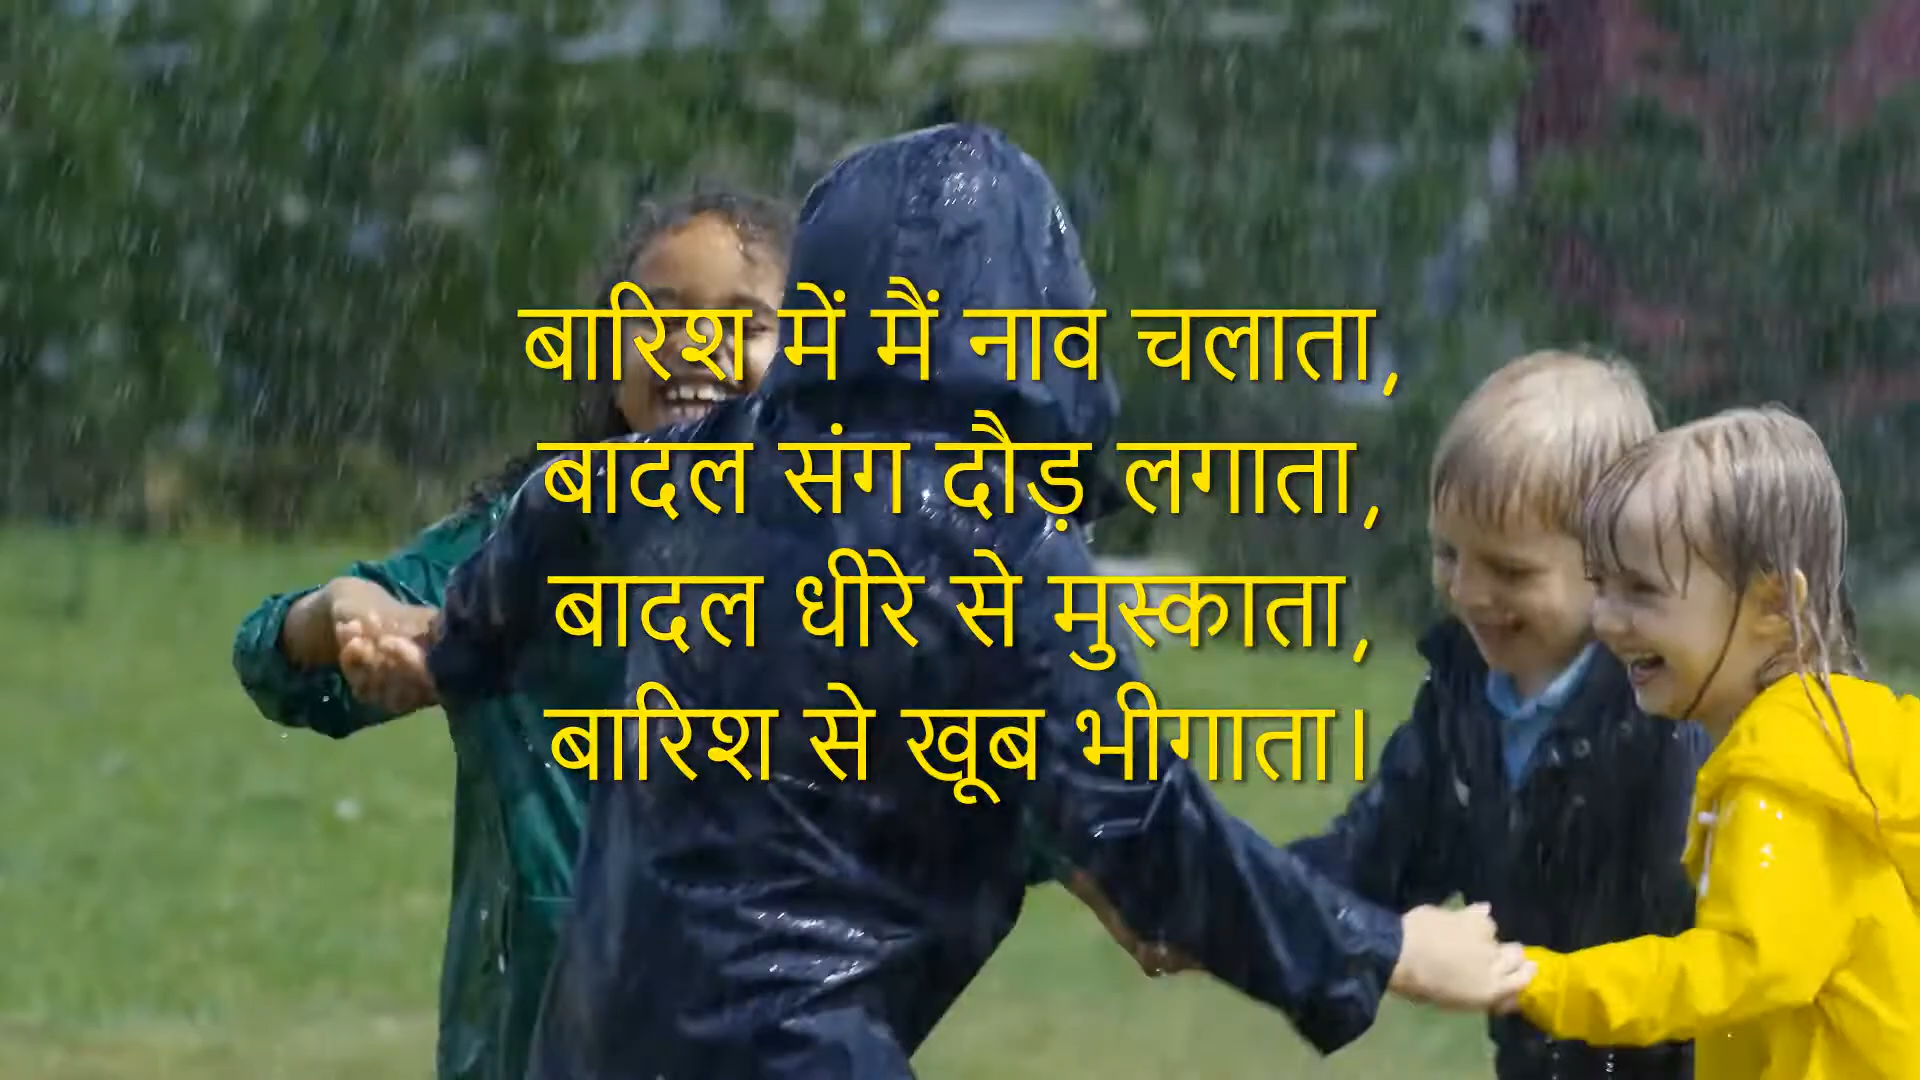 बारिश में मैं नाव चलाता,
बादल संग दौड़ लगाता,
बादल धीरे से मुस्काता,
बारिश से खूब भीगाता।